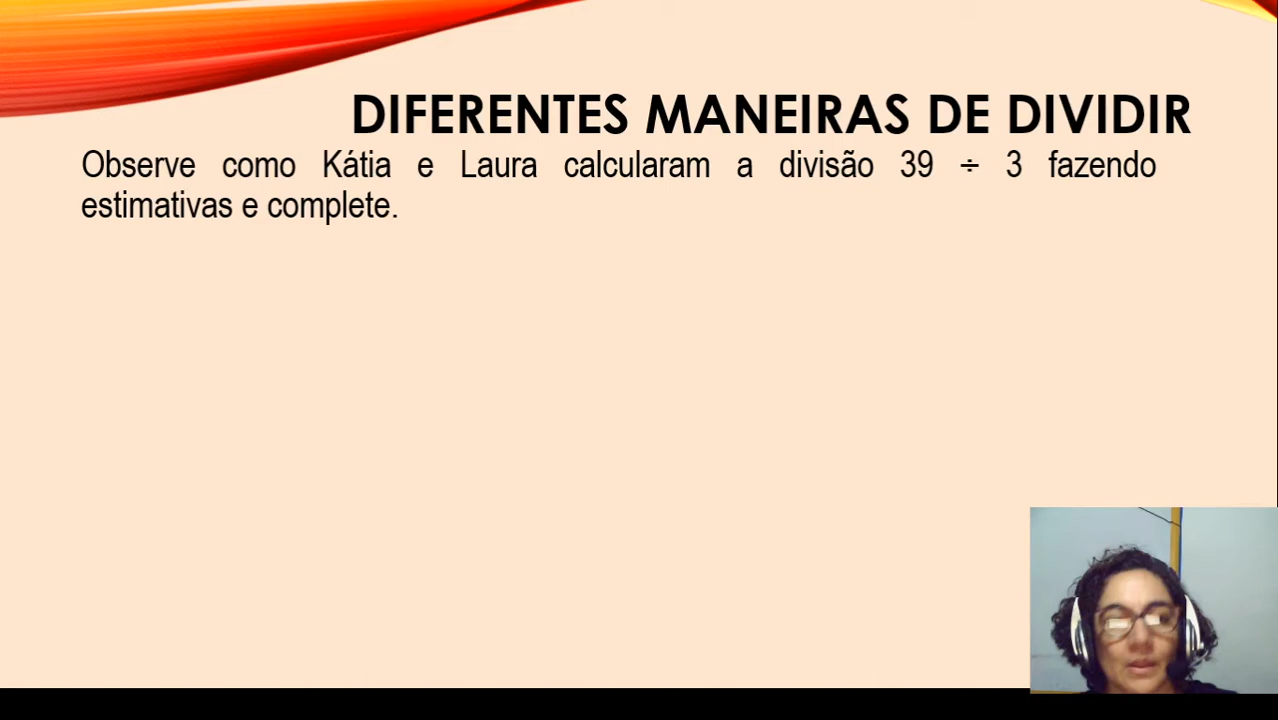 DIFERENTES MANEIRAS DE DIVIDIR
Observe como Kátia e Laura calcularam a divisão 39 ÷ 3 fazendo
estimativas e complete.